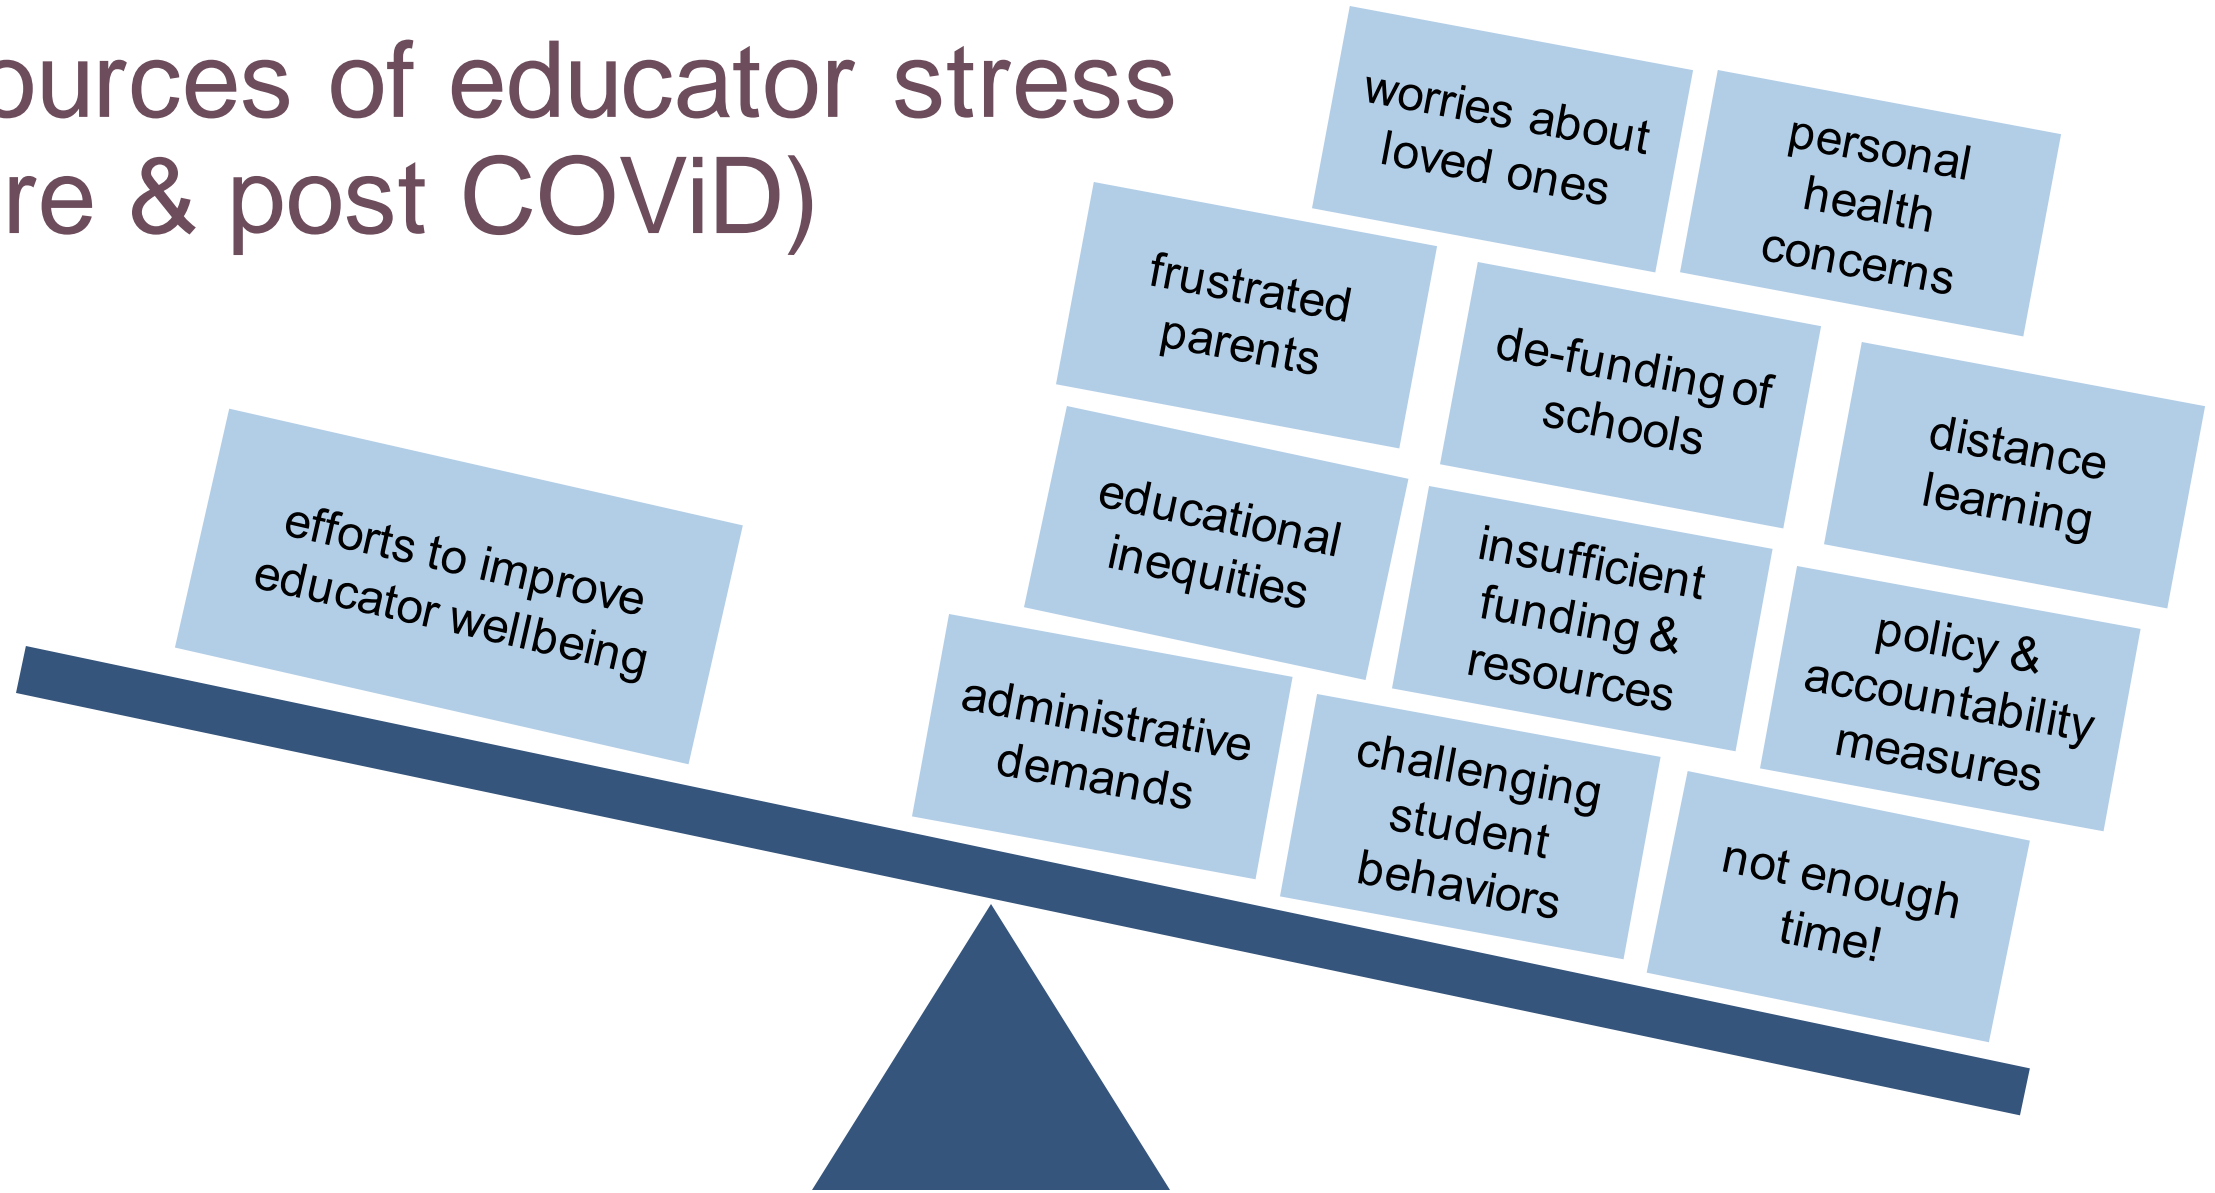 ources of educator stress
re & post COViD)
worries about
loved ones
personal
health
concerns
frustrated
parents
de-funding of
schools
distance
learning
efforts to improve
educator wellbeing
educational
inequities
insufficient
funding &
resources
policy &
accountability
measures
administrative
demands
challenging
student
behaviors
not enough
time!